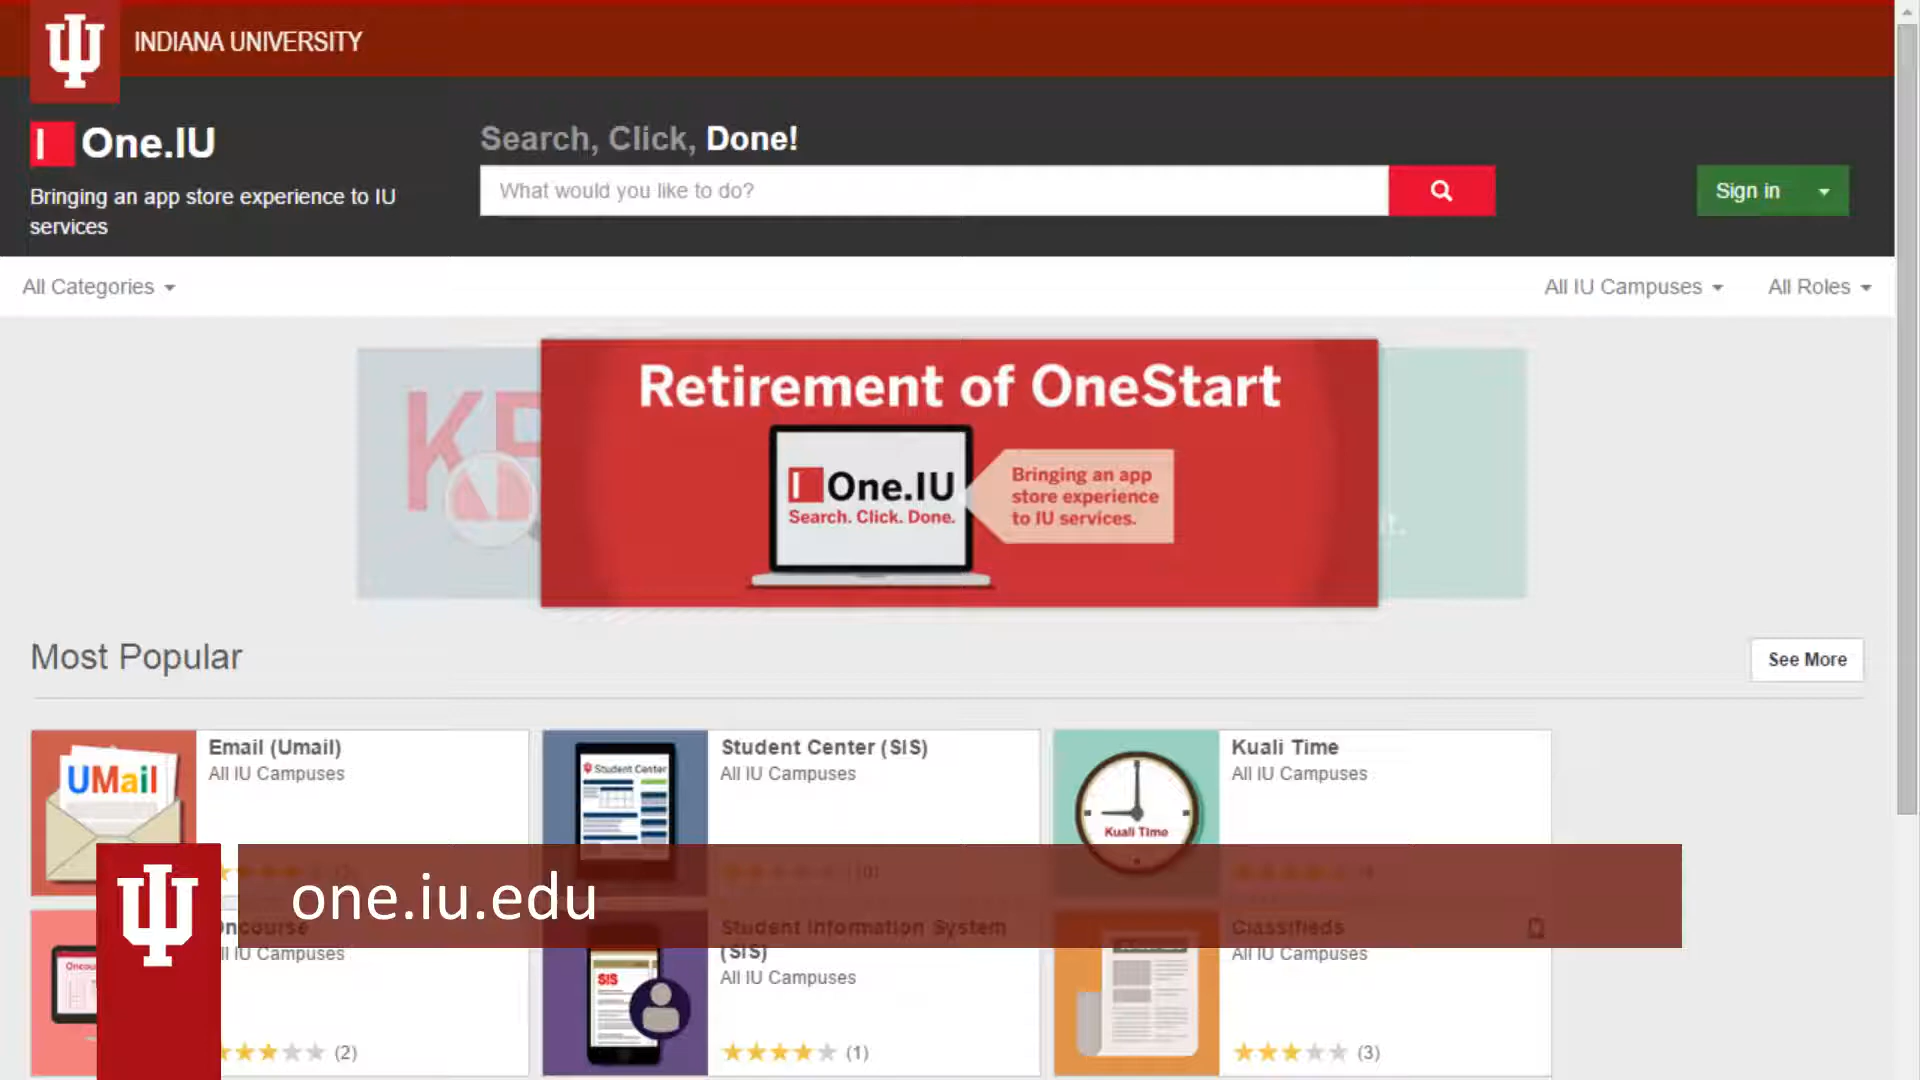 INDIANA UNIVERSITY
One.IU
Bringing an app store experience to IU
services
Search, Click, Done!
What would you like to do?
Sign in
All Categories
All IU Campuses
All Roles
Retirement of OneStart
One.IU
Search. Click. Done.
Bringing an app
store experience
to IU services.
Most Popular
See More
UMail
Email (Umail)
All IU Campuses
Student Center
Student Center (SIS)
All IU Campuses
Kuali Time
Kuali Time
All IU Campuses
one.iu.edu
All IU Campuses
(2)
SIS
Student Information System
(SIS)
All IU Campuses
(1)
Classifieds
All IU Campuses
(3)